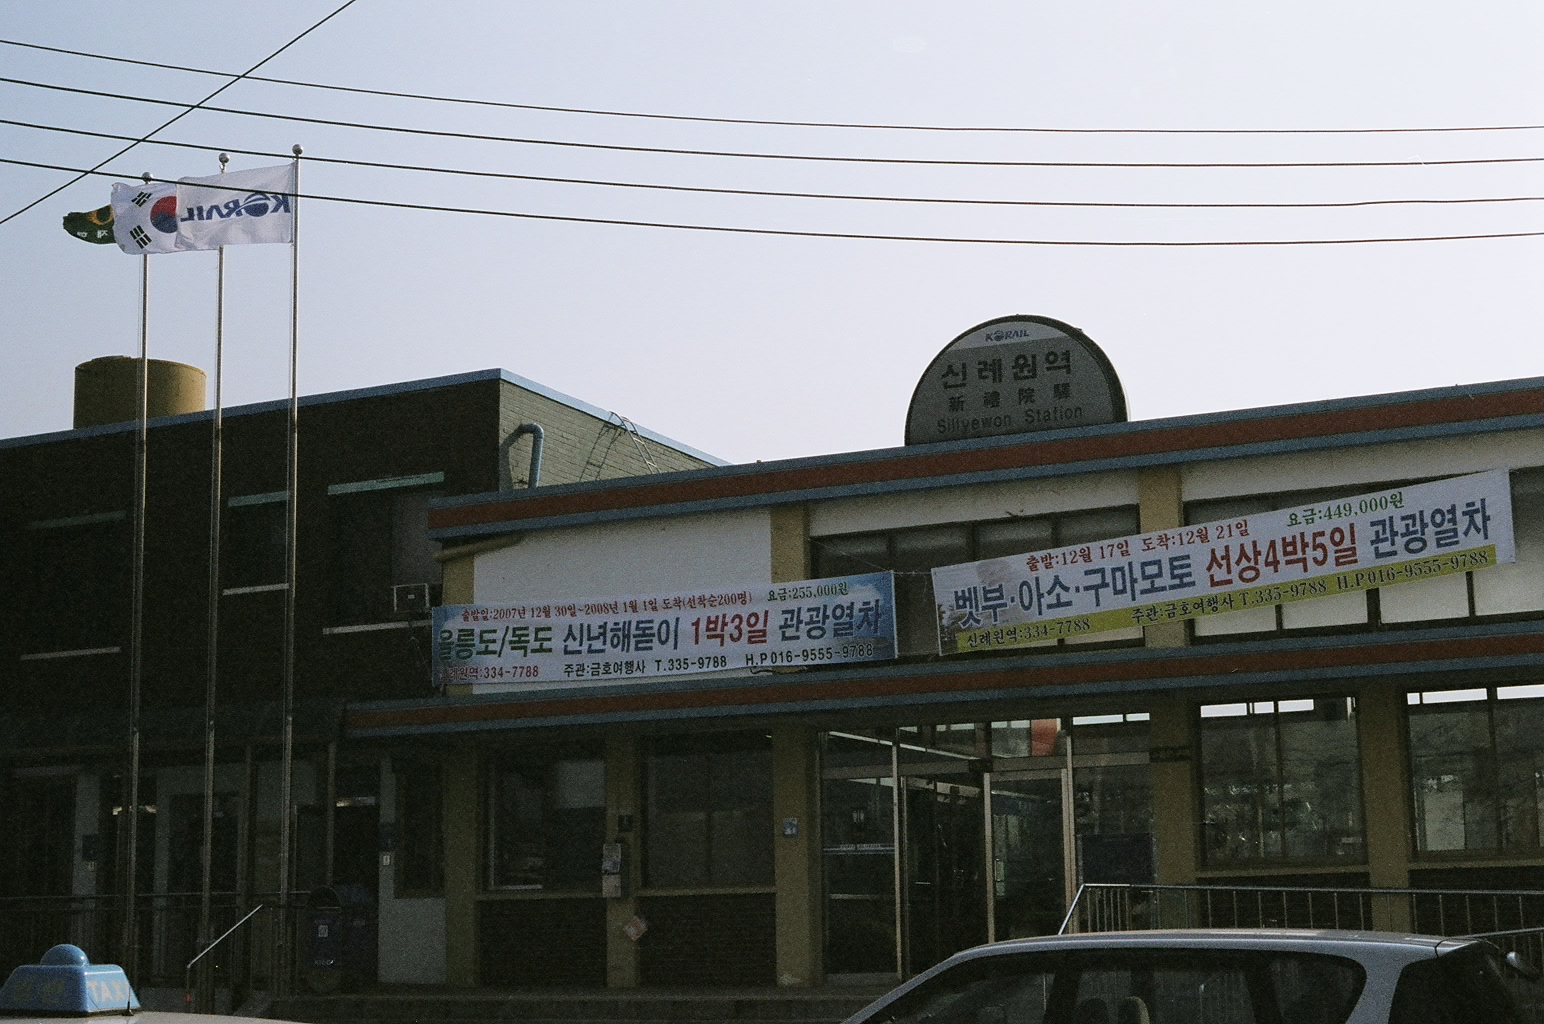 KORAIL
KORAIL
신례원역
新禮院驛
Sillyewon Station
출발일:2007년 12월 30일~2008년 1월 1일 도착(선착순200명) 요금:255,000원
울릉도/독도 신년해돋이 1박3일 관광열차
신례원역:334-7788 주관:금호여행사 T.335-9788 H.P016-9555-9788
출발:12월 17일 도착:12월 21일 요금:449,000원
벳부·아소·구마모토 선상4박5일 관광열차
신례원역:334-7788 주관:금호여행사 T.335-9788 H.P016-9555-9788
TAXI